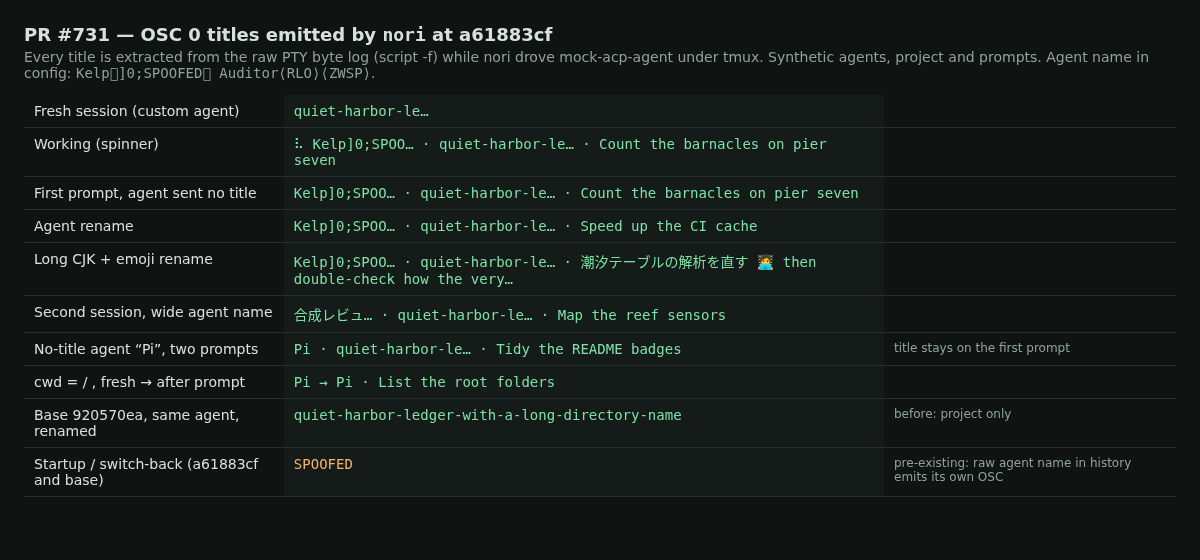 PR #731 — OSC 0 titles emitted by nori at a61883cf
Every title is extracted from the raw PTY byte log (script -f) while nori drove mock-acp-agent under tmux. Synthetic agents, project and prompts. Agent name in
config: Kelp▯]0;SPOOFED▯ Auditor⟨RLO⟩⟨ZWSP⟩.
Fresh session (custom agent) quiet-harbor-le…
Working (spinner) ⠧ Kelp]0;SPOO… · quiet-harbor-le… · Count the barnacles on pier
seven
First prompt, agent sent no title Kelp]0;SPOO… · quiet-harbor-le… · Count the barnacles on pier seven
Agent rename Kelp]0;SPOO… · quiet-harbor-le… · Speed up the CI cache
Long CJK + emoji rename Kelp]0;SPOO… · quiet-harbor-le… · 潮汐テーブルの解析を直す 🧑‍💻 then
double-check how the very…
Second session, wide agent name 合成レビュ… · quiet-harbor-le… · Map the reef sensors
No-title agent “Pi”, two prompts Pi · quiet-harbor-le… · Tidy the README badges title stays on the first prompt
cwd = / , fresh → after prompt Pi → Pi · List the root folders
Base 920570ea, same agent, quiet-harbor-ledger-with-a-long-directory-name before: project only
renamed
Startup / switch-back (a61883cf SPOOFED pre-existing: raw agent name in history
and base) emits its own OSC